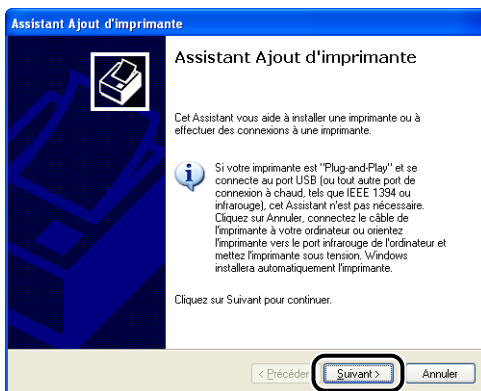 Assistant Ajout d'imprimante
Assistant Ajout d'imprimante
Cet Assistant vous aide à installer une imprimante ou à
effectuer des connexions à une imprimante.
Si votre imprimante est "Plug-and-Play" et se
connecte au port USB (ou tout autre port de
connexion à chaud, tels que IEEE 1394 ou
infrarouge), cet Assistant n'est pas nécessaire.
Cliquez sur Annuler, connectez le câble de
l'imprimante à votre ordinateur ou orientez
l'imprimante vers le port infrarouge de l'ordinateur et
mettez l'imprimante sous tension. Windows
installera automatiquement l'imprimante.
Cliquez sur Suivant pour continuer.
< Précéder Suivant > Annuler